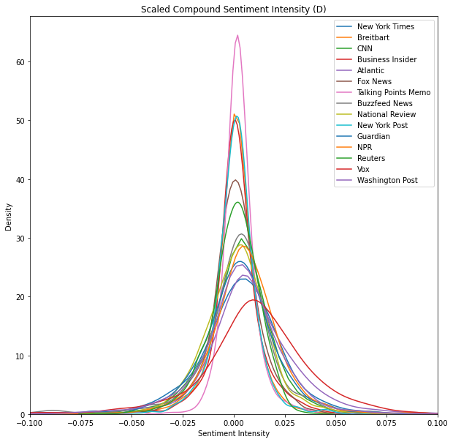 Scaled Compound Sentiment Intensity (D)
New York Times
Breitbart
CNN
Business Insider
Atlantic
Fox News
Talking Points Memo
Buzzfeed News
National Review
New York Post
Guardian
NPR
Reuters
Vox
Washington Post
60
50
40
30
20
10
0
Density
−0.100 −0.075 −0.050 −0.025 0.000 0.025 0.050 0.075 0.100
Sentiment Intensity